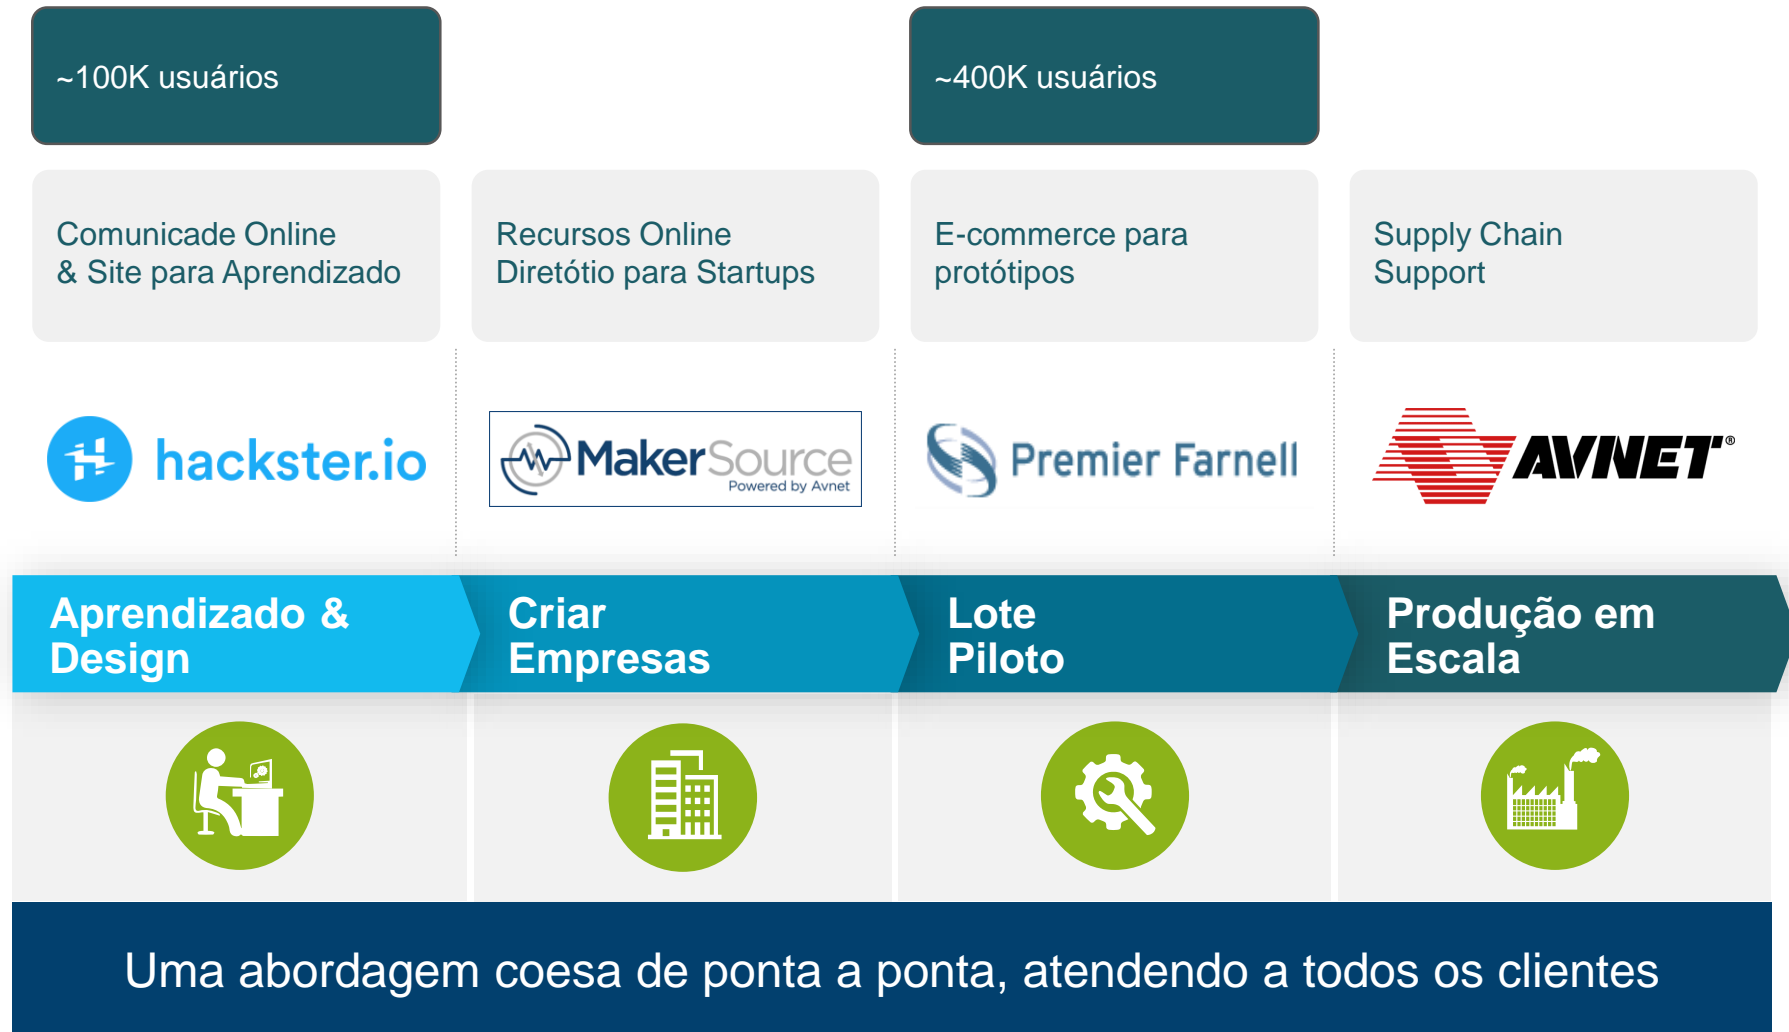 ~100K usuários
~400K usuários
Comunicade Online
& Site para Aprendizado
Recursos Online
Diretótio para Startups
E-commerce para
protótipos
Supply Chain
Support
hackster.io
MakerSource
Powered by Avnet
Premier Farnell
AVNET®
Aprendizado &
Design
Criar
Empresas
Lote
Piloto
Produção em
Escala
Uma abordagem coesa de ponta a ponta, atendendo a todos os clientes